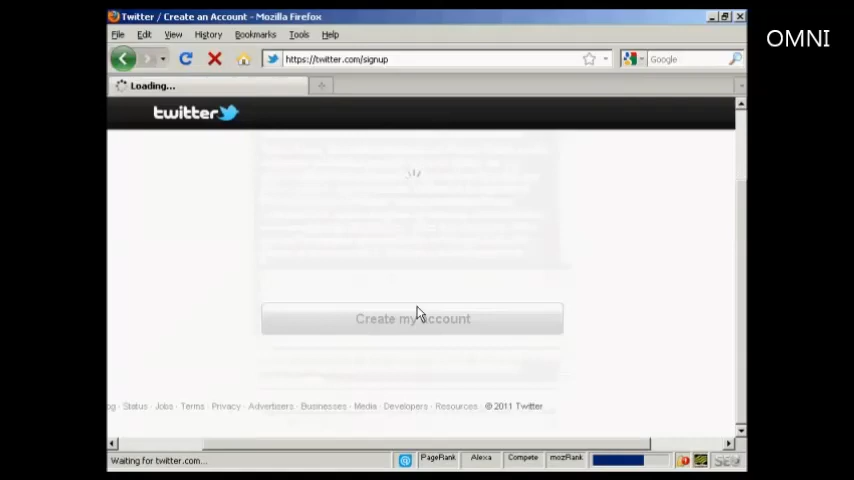 Twitter / Create an Account - Mozilla Firefox
OMNI
File Edit View History Bookmarks Tools Help
https://twitter.com/signup
Google
Loading...
twitter
Create my account
Status · Jobs · Terms · Privacy · Advertisers · Businesses · Media · Developers · Resources · © 2011 Twitter
Waiting for twitter.com...
PageRank Alexa Compete mozRank